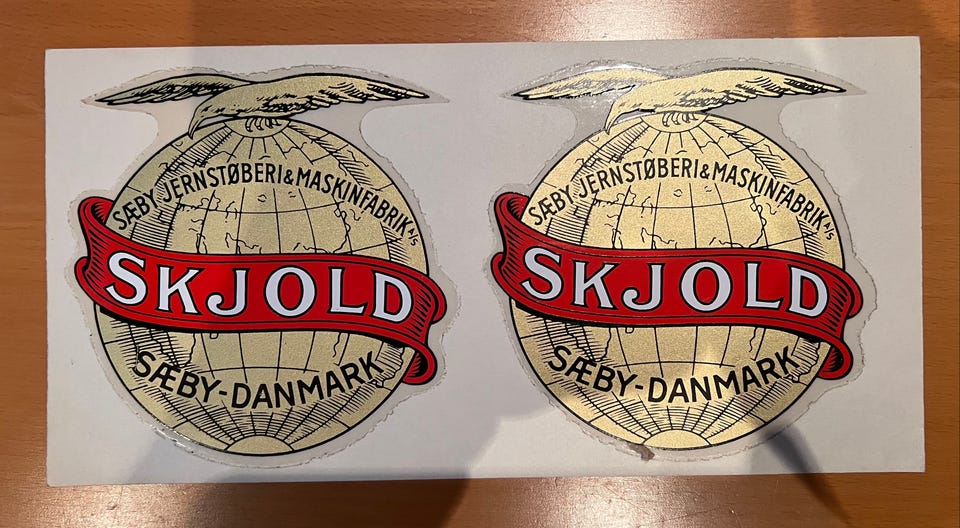 SÆBY JERNSTØBERI & MASKINFABRIK A/S
SKJOLD
SÆBY-DANMARK
SÆBY JERNSTØBERI & MASKINFABRIK A/S
SKJOLD
SÆBY-DANMARK